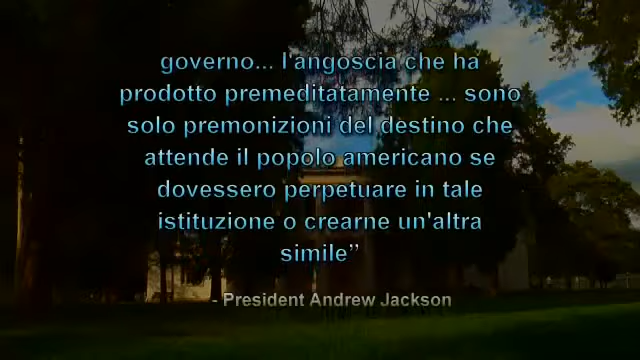 governo... l'angoscia che ha
prodotto premeditatamente ... sono
solo premonizioni del destino che
attende il popolo americano se
dovessero perpetuare in tale
istituzione o crearne un'altra
simile”
- President Andrew Jackson